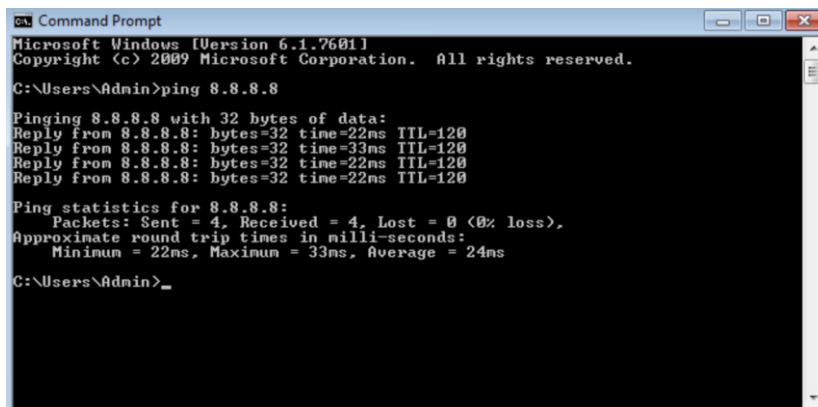 Command Prompt
Microsoft Windows [Version 6.1.7601]
Copyright (c) 2009 Microsoft Corporation.  All rights reserved.
C:\Users\Admin>ping 8.8.8.8
Pinging 8.8.8.8 with 32 bytes of data:
Reply from 8.8.8.8: bytes=32 time=22ms TTL=120
Reply from 8.8.8.8: bytes=32 time=33ms TTL=120
Reply from 8.8.8.8: bytes=32 time=22ms TTL=120
Reply from 8.8.8.8: bytes=32 time=22ms TTL=120
Ping statistics for 8.8.8.8:
    Packets: Sent = 4, Received = 4, Lost = 0 (0% loss),
Approximate round trip times in milli-seconds:
    Minimum = 22ms, Maximum = 33ms, Average = 24ms
C:\Users\Admin>_